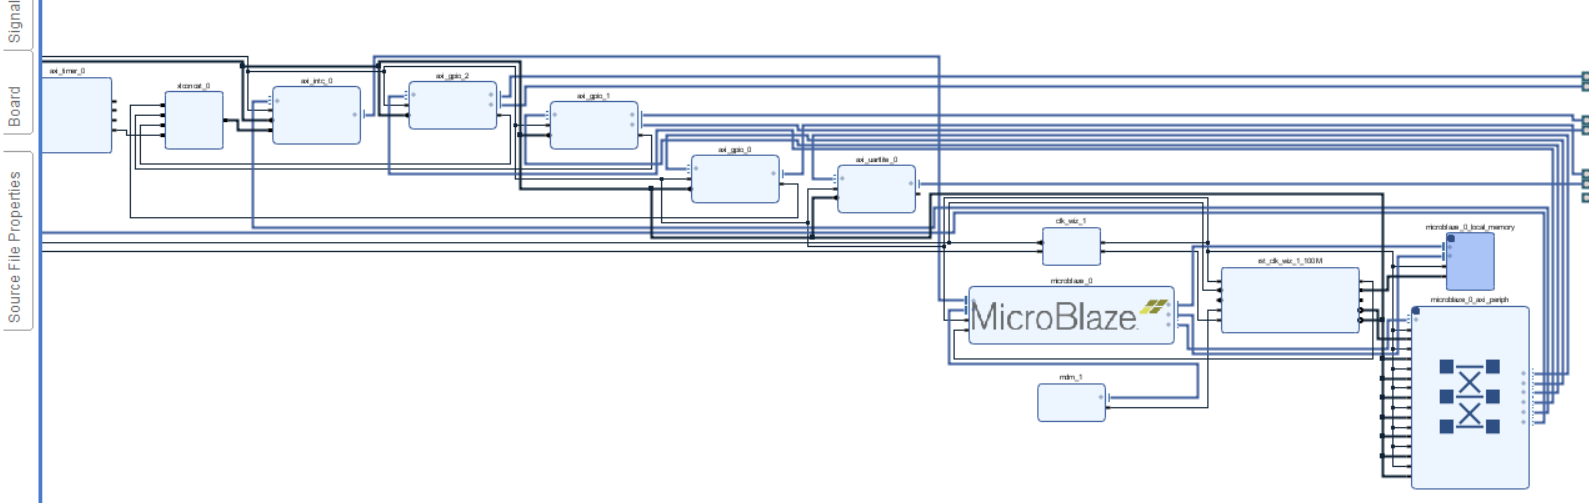 Signal
Board
Source File Properties
axi_timer_0
xlconcat_0
axi_intc_0
axi_gpio_2
axi_gpio_1
axi_gpio_0
axi_uartlite_0
clk_wiz_1
microblaze_0
MicroBlaze
mdm_1
rst_clk_wiz_1_100M
microblaze_0_local_memory
microblaze_0_axi_periph